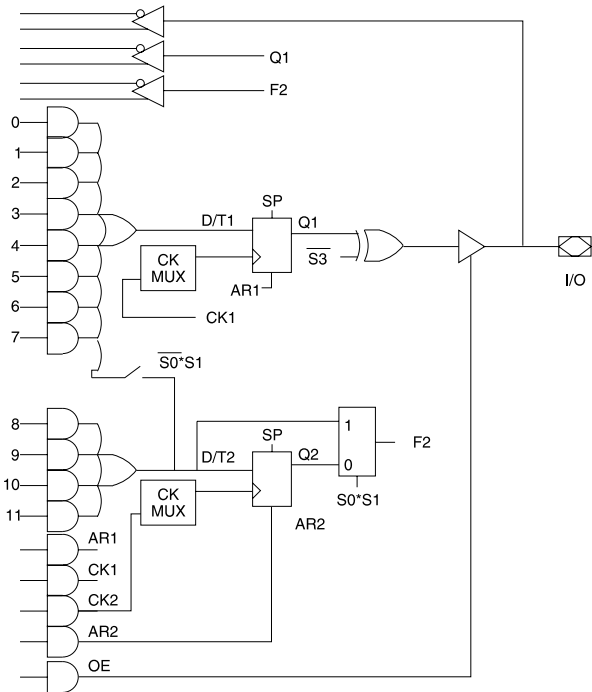 Q1
F2
0
1
2
3
4
5
6
7
SP
D/T1
Q1
CK
MUX
S̅3̅
AR1
CK1
I/O
S̅0̅*S1
8
9
10
11
SP
D/T2
Q2
1
0
F2
CK
MUX
S0*S1
AR2
AR1
CK1
CK2
AR2
OE